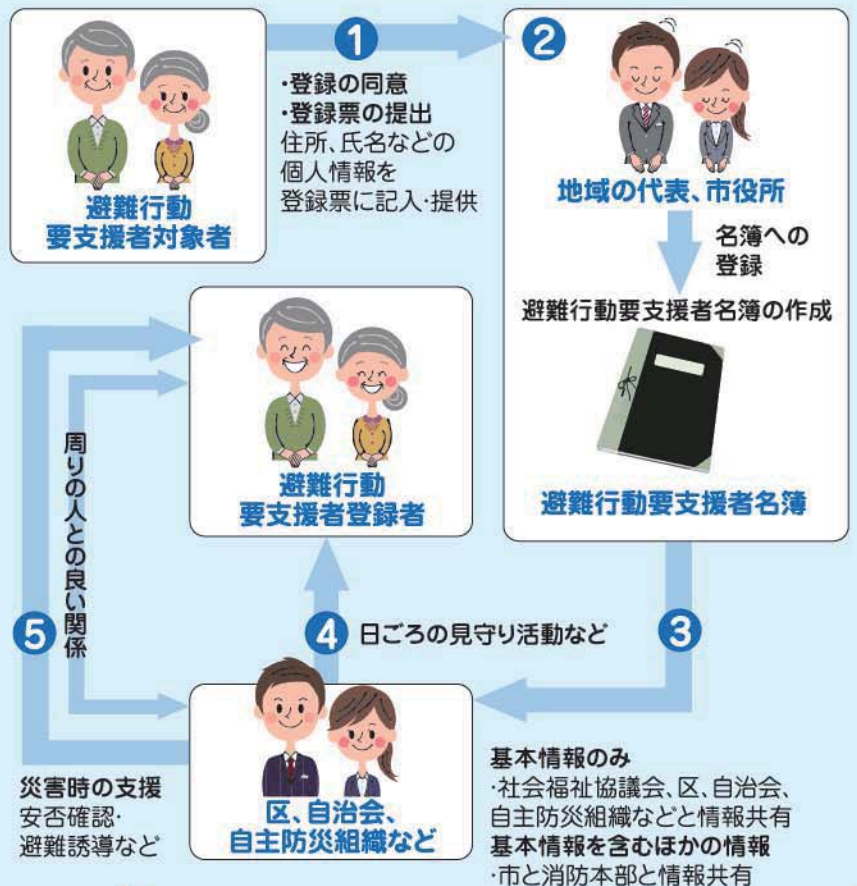 避難行動
要支援者対象者
1
・登録の同意
・登録票の提出
住所、氏名などの
個人情報を
登録票に記入・提供
2
地域の代表、市役所
名簿への
登録
避難行動要支援者名簿の作成
避難行動要支援者名簿
避難行動
要支援者登録者
周りの人との良い関係
5
4
日ごろの見守り活動など
3
災害時の支援
安否確認・
避難誘導など
区、自治会、
自主防災組織など
基本情報のみ
・社会福祉協議会、区、自治会、
自主防災組織などと情報共有
基本情報を含むほかの情報
・市と消防本部と情報共有